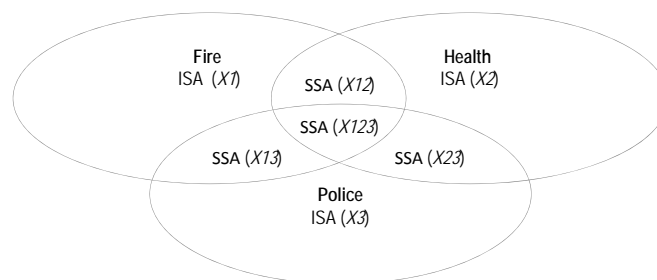 Fire
ISA (X1)
Health
ISA (X2)
SSA (X12)
SSA (X123)
SSA (X13)
SSA (X23)
Police
ISA (X3)